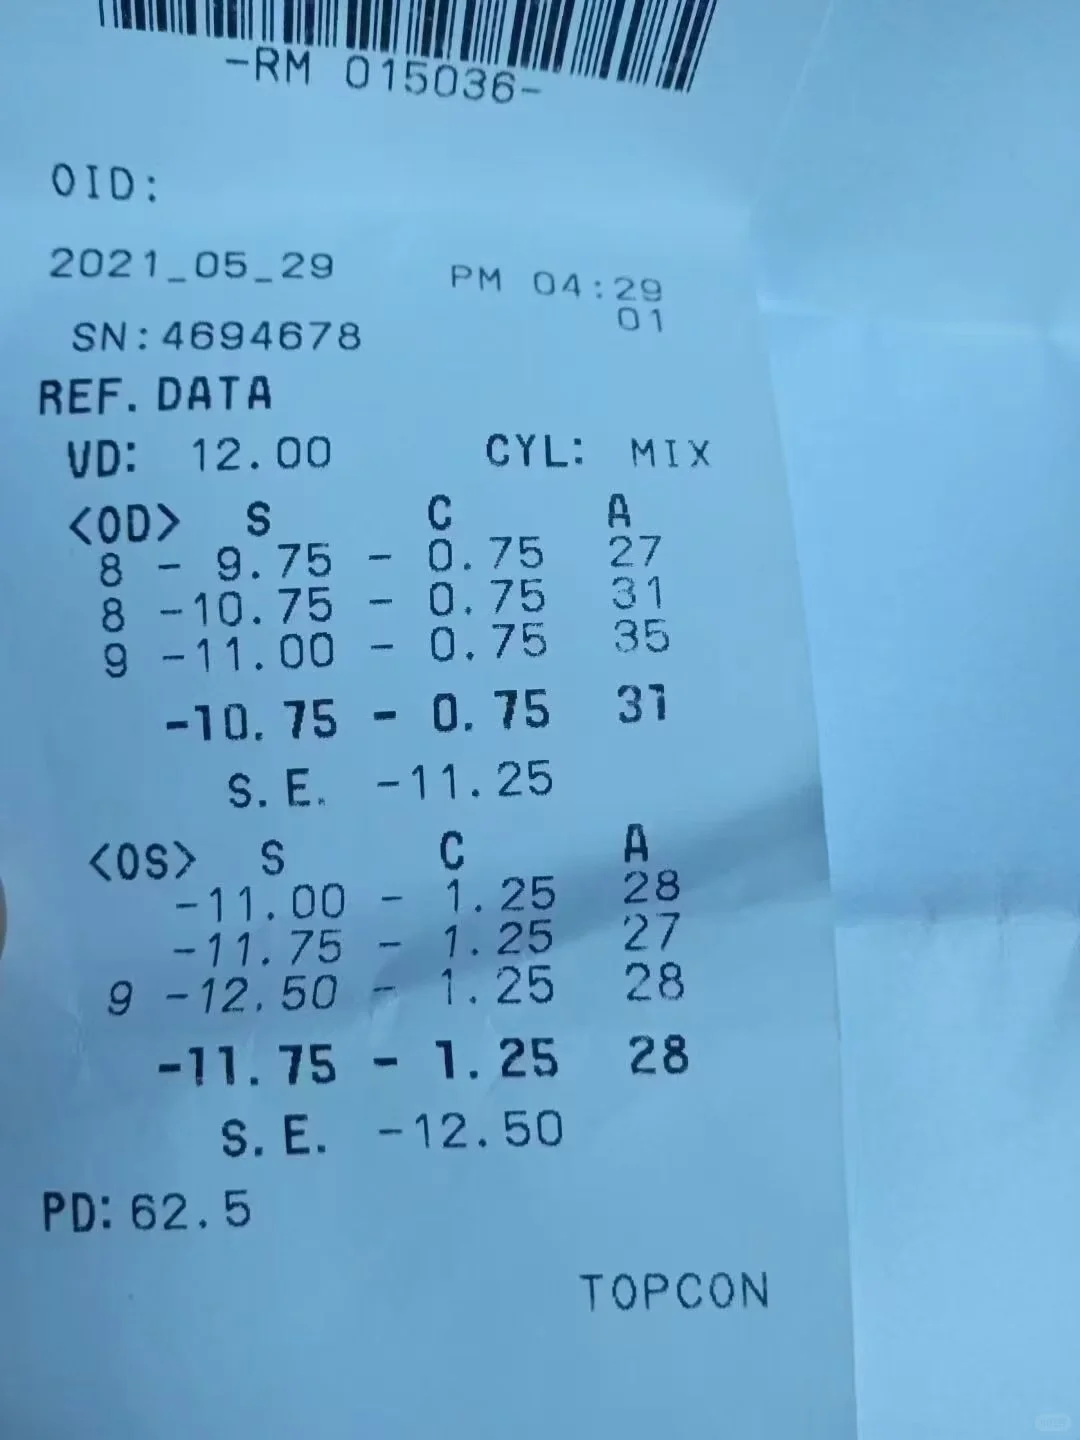 -RM 015036-
OID:
2021_05_29 PM 04:29
01
SN:4694678
REF. DATA
VD: 12.00 CYL: MIX
<OD> S C A
8 - 9.75 - 0.75 27
8 -10.75 - 0.75 31
9 -11.00 - 0.75 35
-10.75 - 0.75 31
S.E. -11.25
<OS> S C A
-11.00 - 1.25 28
-11.75 - 1.25 27
9 -12.50 - 1.25 28
-11.75 - 1.25 28
S.E. -12.50
PD: 62.5
TOPCON